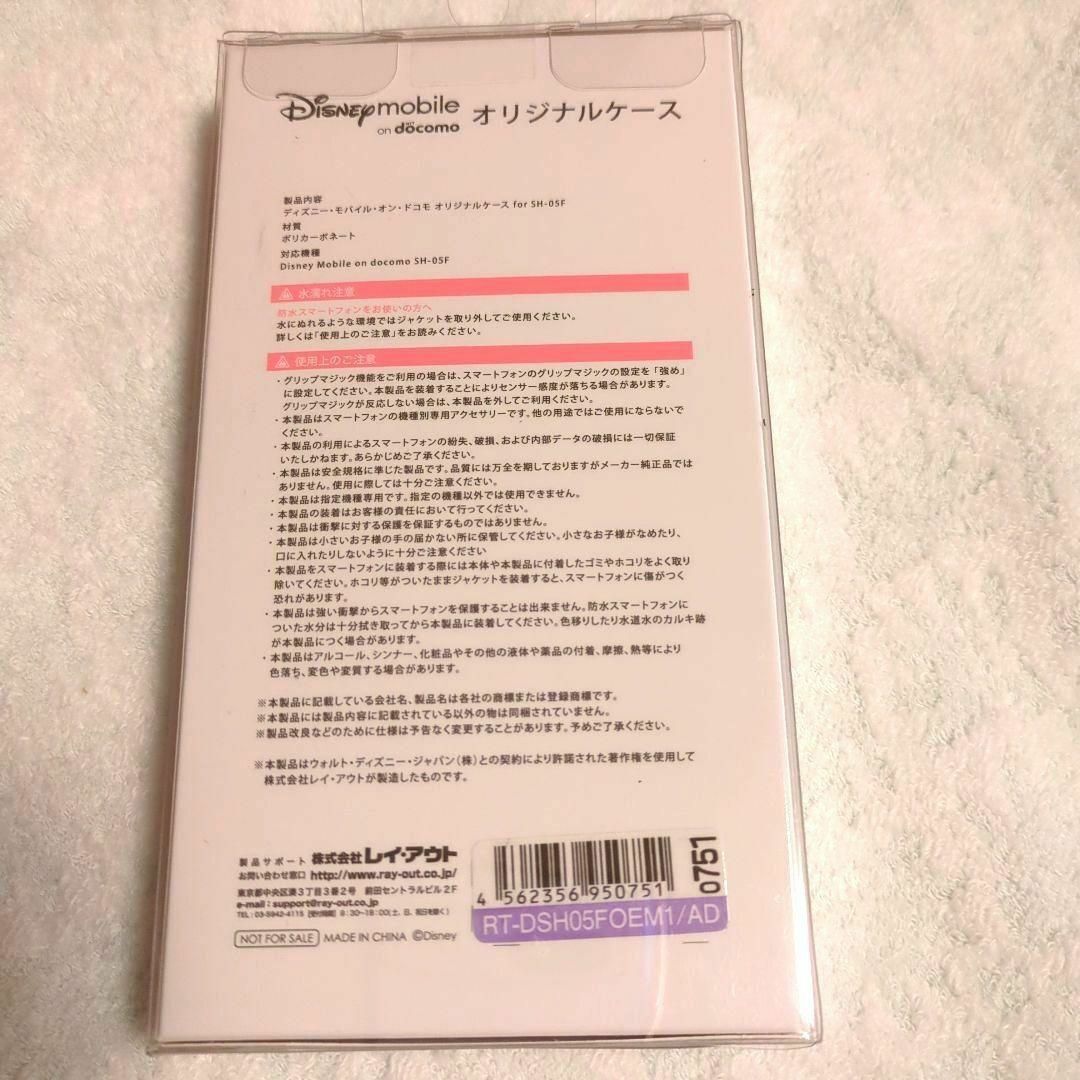 Disney mobile
on docomo オリジナルケース
製品内容
ディズニー・モバイル・オン・ドコモ オリジナルケース for SH-05F
材質
ポリカーボネート
対応機種
Disney Mobile on docomo SH-05F
水濡れ注意
防水スマートフォンをお使いの方へ
水にぬれるような環境ではジャケットを取り外してご使用ください。
詳しくは「使用上のご注意」をお読みください。
使用上のご注意
・グリップマジック機能をご利用の場合は、スマートフォンのグリップマジックの設定を「強め」
に設定してください。本製品を装着することによりセンサー感度が落ちる場合があります。
グリップマジックが反応しない場合は、本製品を外してご利用ください。
・本製品はスマートフォンの機種別専用アクセサリーです。他の用途ではご使用にならないで
ください。
・本製品の利用によるスマートフォンの紛失、破損、および内部データの破損には一切保証
いたしかねます。あらかじめご了承ください。
・本製品は安全規格に準じた製品です。品質には万全を期しておりますがメーカー純正品では
ありません。使用に際しては十分ご注意ください。
・本製品は指定機種専用です。指定の機種以外では使用できません。
・本製品の装着はお客様の責任において行ってください。
・本製品は衝撃に対する保護を保証するものではありません。
・本製品は小さいお子様の手の届かない所に保管してください。小さなお子様がなめたり、
口に入れたりしないように十分ご注意ください
・本製品をスマートフォンに装着する際には本体や本製品に付着したゴミやホコリをよく取り
除いてください。ホコリ等がついたままジャケットを装着すると、スマートフォンに傷がつく
恐れがあります。
・本製品は強い衝撃からスマートフォンを保護することは出来ません。防水スマートフォンに
ついた水分は十分拭き取ってから本製品に装着してください。色移りしたり水道水のカルキ跡
が本製品につく場合があります。
・本製品はアルコール、シンナー、化粧品やその他の液体や薬品の付着、摩擦、熱等により
色落ち、変色や変質する場合があります。
※本製品に記載している会社名、製品名は各社の商標または登録商標です。
※本製品には製品内容に記載されている以外の物は同梱されていません。
※製品改良などのために仕様は予告なく変更することがあります。予めご了承ください。
※本製品はウォルト・ディズニー・ジャパン(株)との契約により許諾された著作権を使用して
株式会社レイ・アウトが製造したものです。
製品サポート 株式会社レイ・アウト
お問い合わせ窓口 http://www.ray-out.co.jp/
東京都中央区湊3丁目3番2号 前田セントラルビル2F
e-mail : support@ray-out.co.jp
TEL : 03-5942-4115 [受付時間] 9:30~18:00(土、日、祝日を除く)
NOT FOR SALE MADE IN CHINA ©Disney
4 562356 950751
0751
RT-DSH05FOEM1/AD